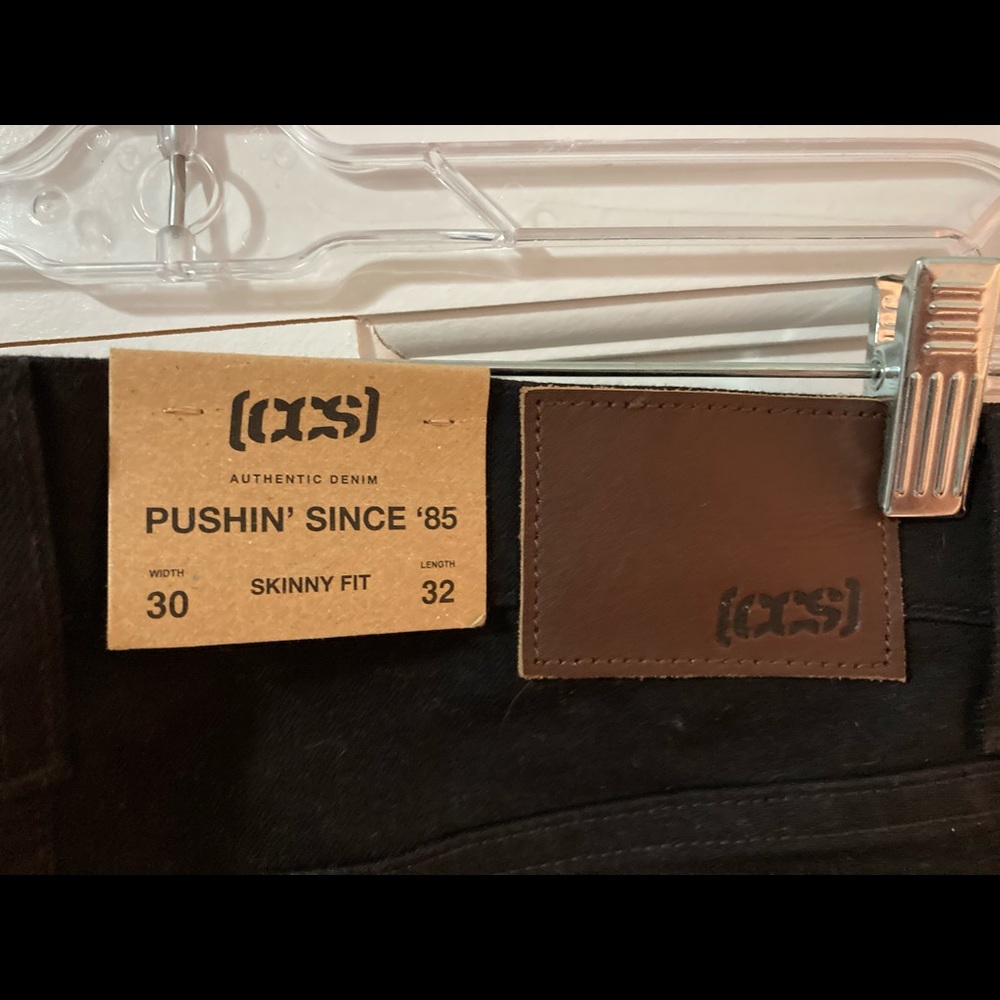 [ccs]
AUTHENTIC DENIM
PUSHIN’ SINCE ‘85
WIDTH
30
SKINNY FIT
LENGTH
32
[ccs]